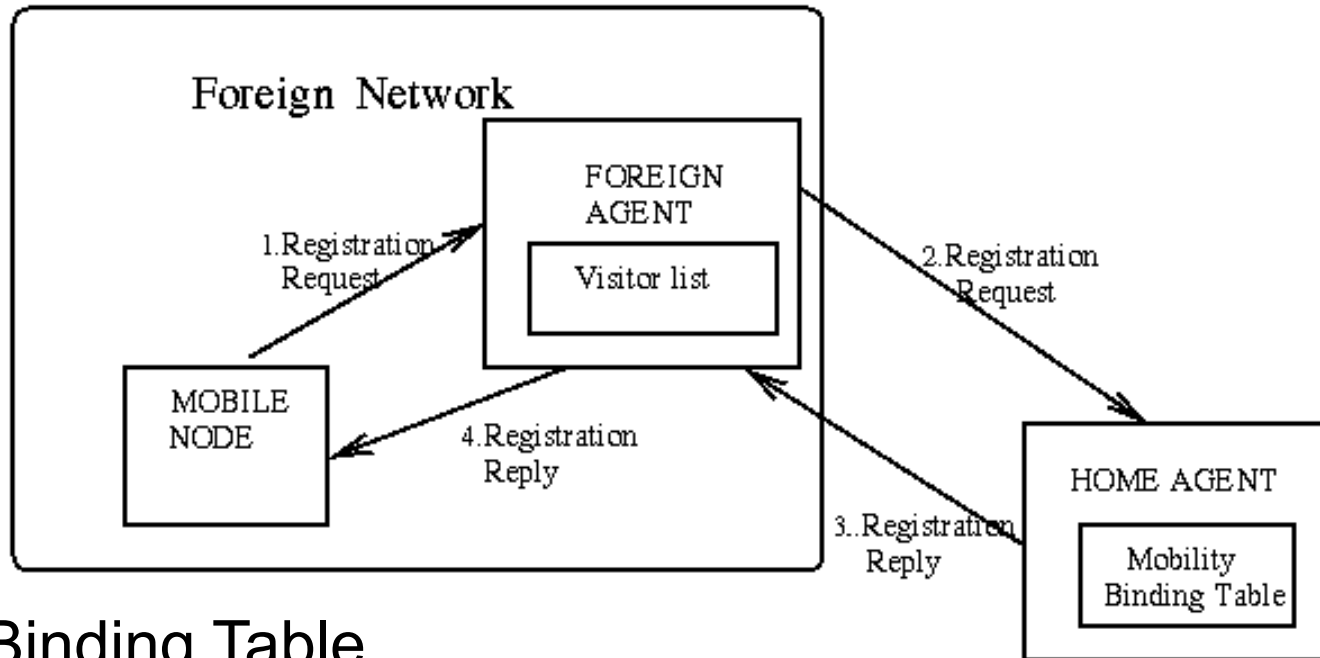 Foreign Network
FOREIGN
AGENT
Visitor list
1.Registration
Request
2.Registration
Request
MOBILE
NODE
4.Registration
Reply
HOME AGENT
3..Registration
Reply
Mobility
Binding Table
Binding Table